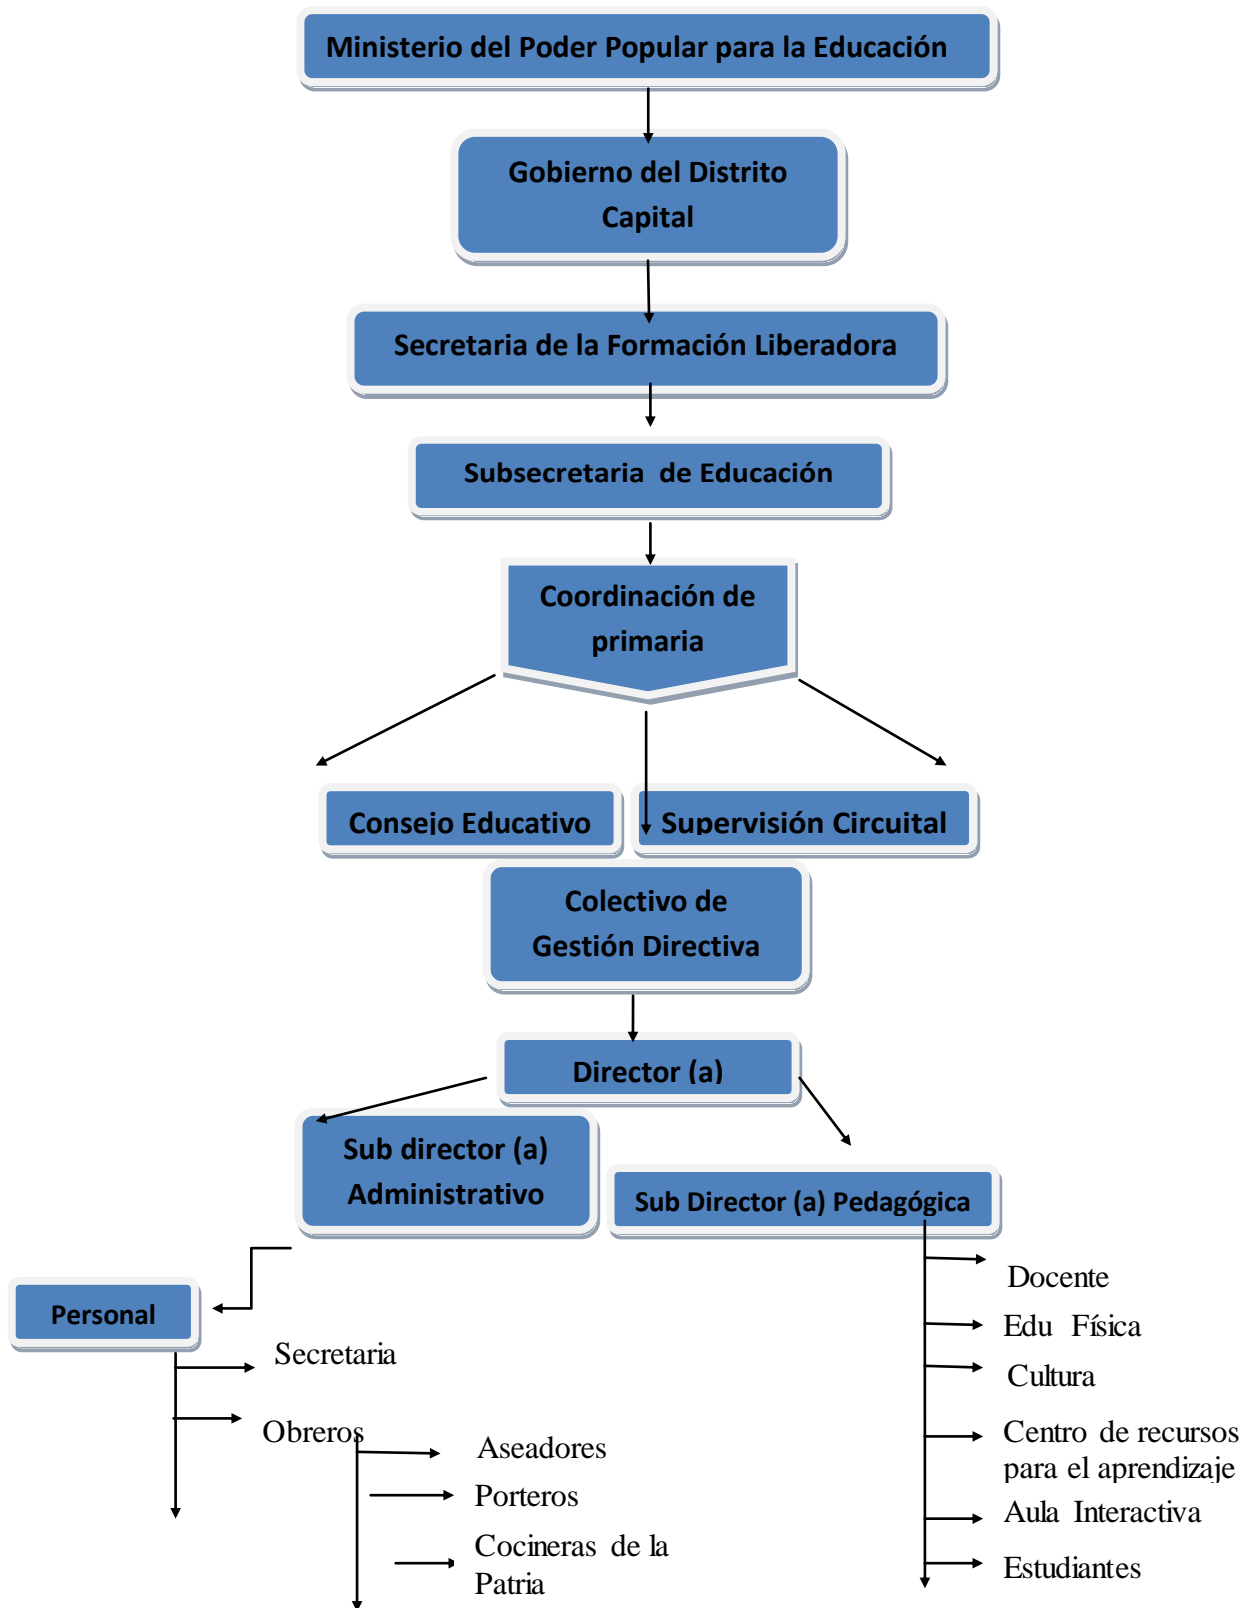 Ministerio del Poder Popular para la Educación
Gobierno del Distrito
Capital
Secretaria de la Formación Liberadora
Subsecretaria de Educación
Coordinación de
primaria
Consejo Educativo
Supervisión Circuital
Colectivo de
Gestión Directiva
Director (a)
Sub director (a)
Administrativo
Sub Director (a) Pedagógica
Personal
Secretaria
Obreros
Aseadores
Porteros
Cocineras de la
Patria
Docente
Edu Física
Cultura
Centro de recursos
para el aprendizaje
Aula Interactiva
Estudiantes